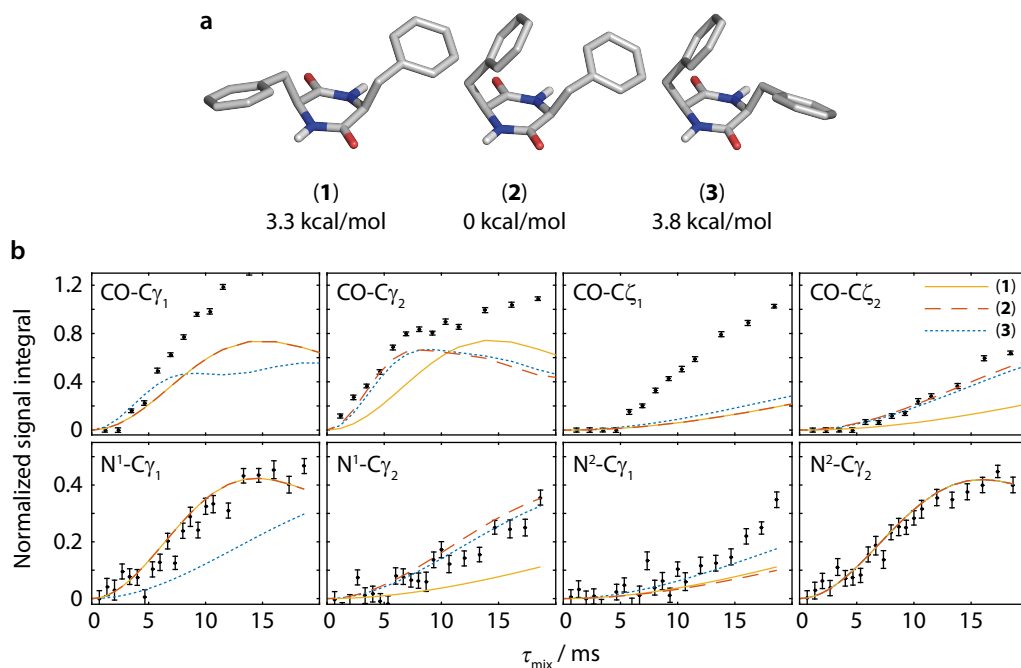 a
(1) (2) (3)
3.3 kcal/mol 0 kcal/mol 3.8 kcal/mol
b
Normalized signal integral
1.2
0.8
0.4
0
CO-Cγ₁ CO-Cγ₂ CO-Cζ₁ CO-Cζ₂
(1)
(2)
(3)
0.4
0.2
0
N¹-Cγ₁ N¹-Cγ₂ N²-Cγ₁ N²-Cγ₂
0 5 10 15 0 5 10 15 0 5 10 15 0 5 10 15
τmix / ms